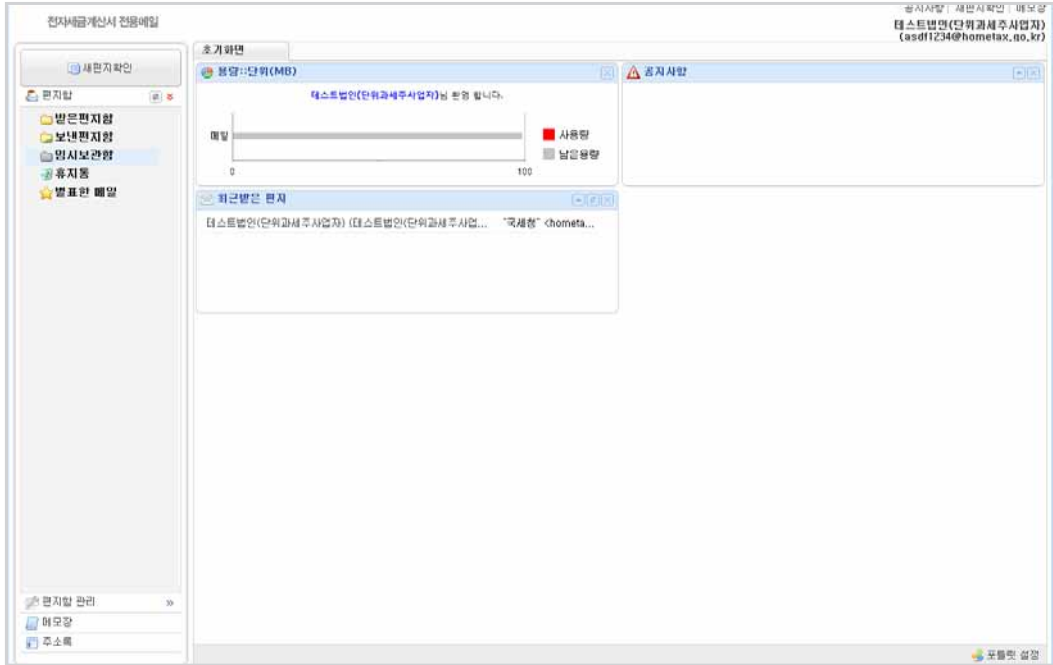 공지사항 | 새편지확인 | 메모장
전자세금계산서 전용메일
테스트법인(단위과세주사업자)
(asdf1234@hometax.go.kr)
초기화면
새편지확인
용량::단위(MB)
공지사항
편지함
테스트법인(단위과세주사업자)님 환영 합니다.
받은편지함
보낸편지함
임시보관함
휴지통
별표한 메일
메일
사용량
남은용량
0
100
최근받은 편지
테스트법인(단위과세주사업자) (테스트법인(단위과세주사업... "국세청" <hometa...
편지함 관리 »
메모장
주소록
포틀릿 설정